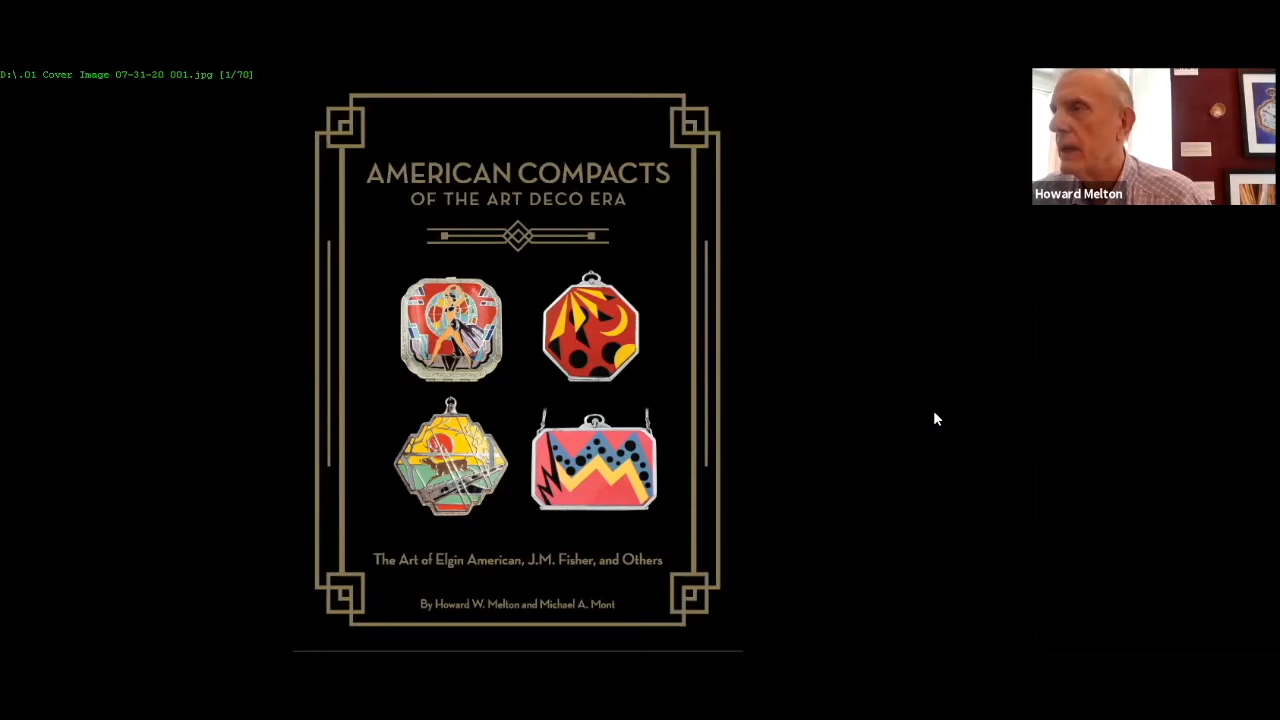 D:\.01 Cover Image 07-31-20 001.jpg [1/70]
AMERICAN COMPACTS
OF THE ART DECO ERA
The Art of Elgin American, J.M. Fisher, and Others
By Howard W. Melton and Michael A. Mont
Howard Melton